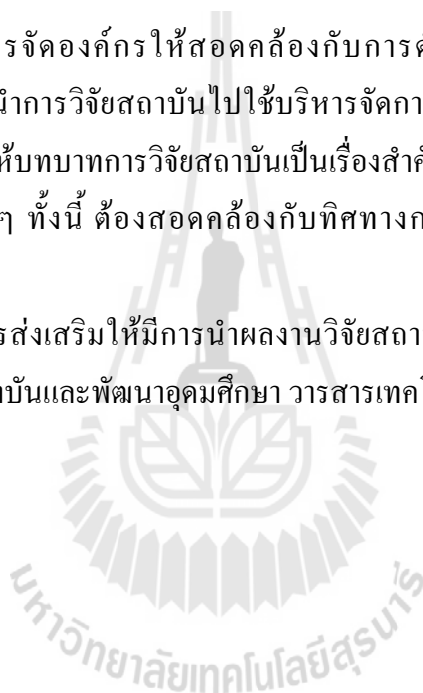 รจัดองค์กรให้สอดคล้องกับการด
นำการวิจัยสถาบันไปใช้บริหารจัดกา
ห้บทบาทการวิจัยสถาบันเป็นเรื่องสำคั
ๆ ทั้งนี้ ต้องสอดคล้องกับทิศทางก
รส่งเสริมให้มีการนำผลงานวิจัยสถา
าบันและพัฒนาอุดมศึกษา วารสารเทคโ
มหาวิทยาลัยเทคโนโลยีสุรนารี